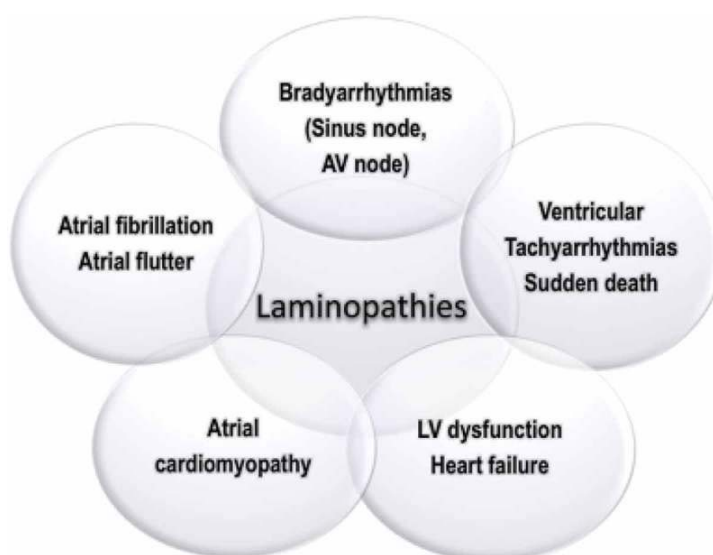 Bradyarrhythmias
(Sinus node,
AV node)
Atrial fibrillation
Atrial flutter
Ventricular
Tachyarrhythmias
Sudden death
Laminopathies
Atrial
cardiomyopathy
LV dysfunction
Heart failure